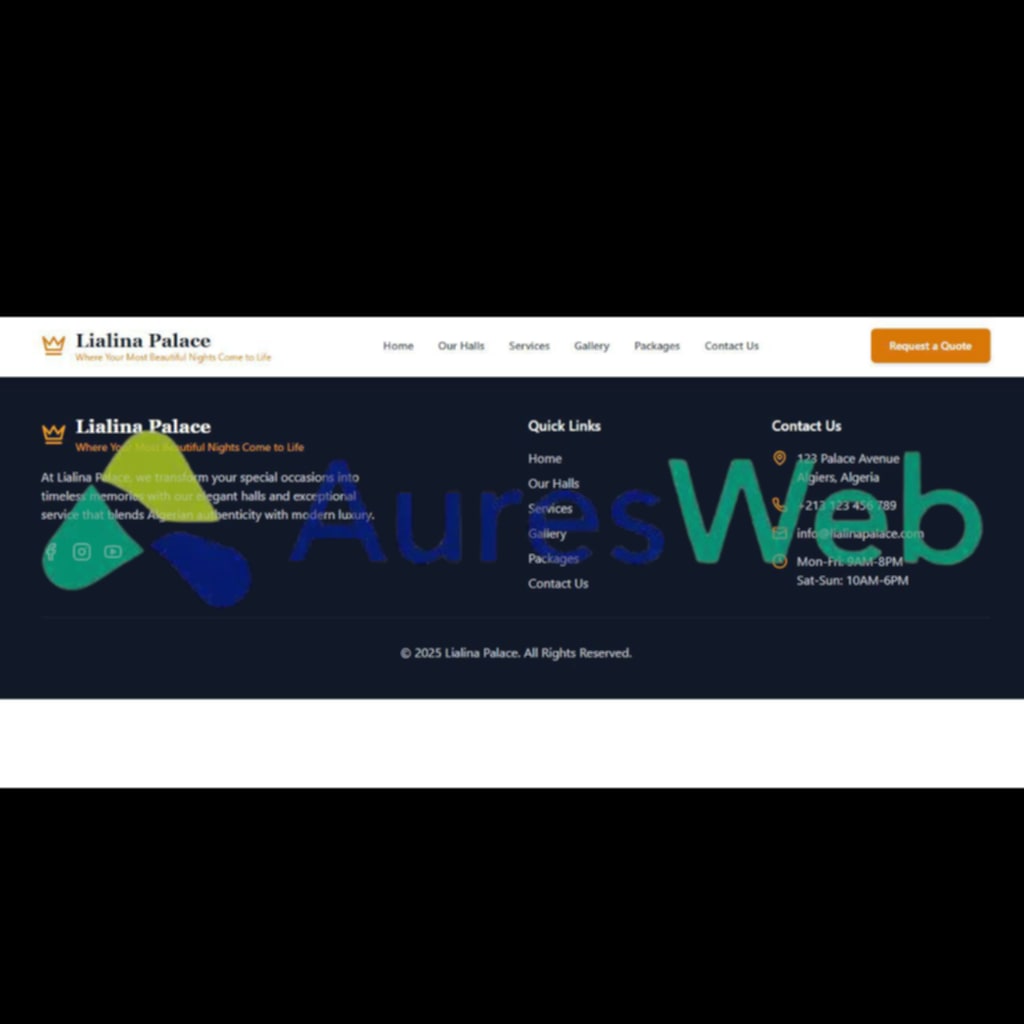 Lialina Palace
Where Your Most Beautiful Nights Come to Life
Home
Our Halls
Services
Gallery
Packages
Contact Us
Request a Quote
Lialina Palace
Where Your Most Beautiful Nights Come to Life
At Lialina Palace, we transform your special occasions into
timeless memories with our elegant halls and exceptional
service that blends Algerian authenticity with modern luxury.
Quick Links
Home
Our Halls
Services
Gallery
Packages
Contact Us
Contact Us
123 Palace Avenue
Algiers, Algeria
+213 123 456 789
info@lialinapalace.com
Mon-Fri: 9AM-8PM
Sat-Sun: 10AM-6PM
AuresWeb
© 2025 Lialina Palace. All Rights Reserved.